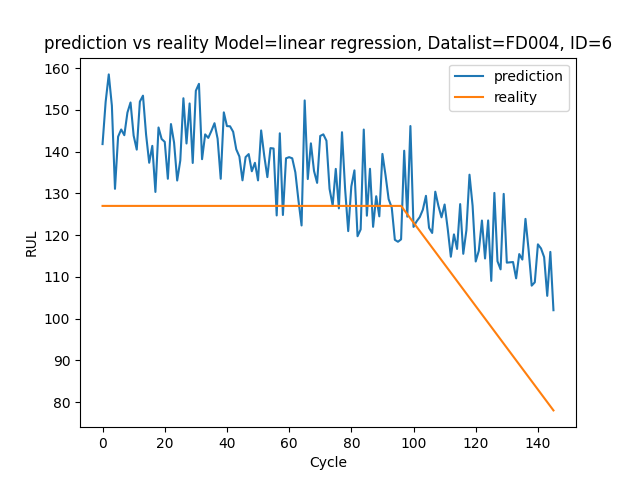 prediction vs reality Model=linear regression, Datalist=FD004, ID=6
prediction
reality
RUL
160
150
140
130
120
110
100
90
80
0 20 40 60 80 100 120 140
Cycle